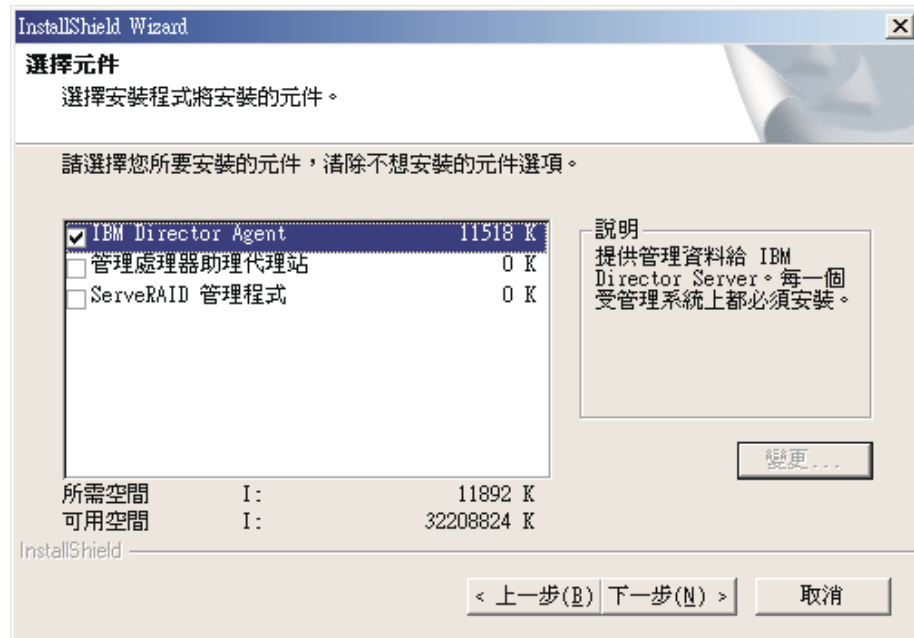 InstallShield Wizard
選擇元件
選擇安裝程式將安裝的元件。
請選擇您所要安裝的元件，清除不想安裝的元件選項。
IBM Director Agent 11518 K
管理處理器助理代理站 0 K
ServeRAID 管理程式 0 K
說明
提供管理資料給 IBM
Director Server。每一個
受管理系統上都必須安裝。
變更...
所需空間 I: 11892 K
可用空間 I: 32208824 K
InstallShield
< 上一步(B) 下一步(N) > 取消